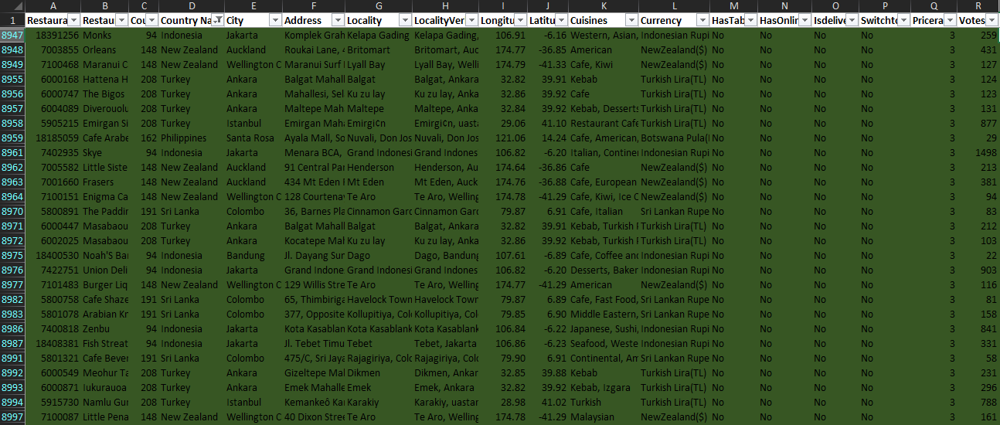 A B C D E F G H I J K L M N O P Q R
1 Restaura Restau Cou Country Na City Address Locality LocalityVer Longitu Latitu Cuisines Currency HasTab HasOnlin Isdelive Switchto Pricera Votes
8947 18391256 Monks 94 Indonesia Jakarta Komplek Grah Kelapa Gading Kelapa Gading, 106.91 -6.16 Western, Asian, Indonesian Rupi No No No No 3 259
8948 7003855 Orleans 148 New Zealand Auckland Roukai Lane, 4 Britomart Britomart, Auc 174.77 -36.85 American NewZealand($) No No No No 3 431
8949 7100468 Maranui C 148 New Zealand Wellington C Maranui Surf Lyall Bay Lyall Bay, Welli 174.79 -41.33 Cafe, Kiwi NewZealand($) No No No No 3 127
8955 6000168 Hattena H 208 Turkey Ankara Balgat Mahall Balgat Balgat, Ankara 32.82 39.91 Kebab Turkish Lira(TL) No No No No 3 124
8956 6000747 The Bigos 208 Turkey Ankara Mahallesi, Sel Ku zu lay Ku zu lay, Anka 32.86 39.92 Cafe Turkish Lira(TL) No No No No 3 123
8957 6004089 Diverouolu 208 Turkey Ankara Maltepe Mah Maltepe Maltepe, Anka 32.84 39.92 Kebab, Desserts Turkish Lira(TL) No No No No 3 131
8958 5905215 Emirgan Si 208 Turkey Istanbul Emirgan Mah Emirgi¢n Emirgi¢n, uasta 29.06 41.10 Restaurant Cafe Turkish Lira(TL) No No No No 3 877
8959 18185059 Cafe Arabe 162 Philippines Santa Rosa Ayala Mall, So Nuvali, Don Jos Nuvali, Don Jos 121.06 14.24 Cafe, American, Botswana Pula( No No No No 3 29
8961 7402935 Skye 94 Indonesia Jakarta Menara BCA, Grand Indonesi Grand Indones 106.82 -6.20 Italian, Continen Indonesian Rupi No No No No 3 1498
8962 7005582 Little Siste 148 New Zealand Auckland 91 Central Par Henderson Henderson, Au 174.64 -36.86 Cafe NewZealand($) No No No No 3 213
8963 7001660 Frasers 148 New Zealand Auckland 434 Mt Eden Mt Eden Mt Eden, Auck 174.76 -36.88 Cafe, European NewZealand($) No No No No 3 381
8964 7100151 Enigma Ca 148 New Zealand Wellington C 128 Courtena Te Aro Te Aro, Welling 174.78 -41.29 Cafe, Kiwi, Ice C NewZealand($) No No No No 3 94
8970 5800891 The Paddin 191 Sri Lanka Colombo 36, Barnes Pla Cinnamon Gard Cinnamon Gard 79.87 6.91 Cafe, Italian Sri Lankan Rupe No No No No 3 83
8971 6000447 Masabaou 208 Turkey Ankara Balgat Mahall Balgat Balgat, Ankara 32.82 39.91 Kebab, Turkish Turkish Lira(TL) No No No No 3 212
8972 6002025 Masabaou 208 Turkey Ankara Kocatepe Mal Ku zu lay Ku zu lay, Anka 32.86 39.92 Kebab, Turkish Turkish Lira(TL) No No No No 3 103
8975 18400530 Noah'S Bar 94 Indonesia Bandung Jl. Dayang Sur Dago Dago, Bandung 107.61 -6.89 Cafe, Coffee and Indonesian Rupi No No No No 3 22
8976 7422751 Union Deli 94 Indonesia Jakarta Grand Indone Grand Indonesi Grand Indones 106.82 -6.20 Desserts, Baker Indonesian Rupi No No No No 3 903
8977 7101483 Burger Liq 148 New Zealand Wellington C 129 Willis Stre Te Aro Te Aro, Welling 174.77 -41.29 American NewZealand($) No No No No 3 116
8982 5800758 Cafe Shaze 191 Sri Lanka Colombo 65, Thimbiriga Havelock Town Havelock Town 79.87 6.89 Cafe, Fast Food, Sri Lankan Rupe No No No No 3 81
8983 5801078 Arabian Kr 191 Sri Lanka Colombo 377, Opposite Kollupitiya, Col Kollupitiya, Col 79.85 6.90 Middle Eastern, Sri Lankan Rupe No No No No 3 158
8986 7400818 Zenbu 94 Indonesia Jakarta Kota Kasablan Kota Kasablank Kota Kasablank 106.84 -6.22 Japanese, Sushi, Indonesian Rupi No No No No 3 841
8987 18408381 Fish Streat 94 Indonesia Jakarta Jl. Tebet Timu Tebet Tebet, Jakarta 106.86 -6.23 Seafood, Weste Indonesian Rupi No No No No 3 331
8991 5801321 Cafe Bever 191 Sri Lanka Colombo 475/C, Sri Jaya Rajagiriya, Colo Rajagiriya, Col 79.90 6.91 Continental, Am Sri Lankan Rupe No No No No 3 58
8992 6000549 Meohur Ta 208 Turkey Ankara Gizeltepe Mal Dikmen Dikmen, Ankar 32.85 39.88 Kebab Turkish Lira(TL) No No No No 3 231
8993 6000871 Iukurauoa 208 Turkey Ankara Emek Mahalle Emek Emek, Ankara 32.82 39.92 Kebab, Izgara Turkish Lira(TL) No No No No 3 296
8994 5915730 Namlu Gur 208 Turkey Istanbul Kemankeô Kar Karakiy Karakiy, uastar 28.98 41.02 Turkish Turkish Lira(TL) No No No No 3 788
8997 7100087 Little Pena 148 New Zealand Wellington C 40 Dixon Stree Te Aro Te Aro, Welling 174.78 -41.29 Malaysian NewZealand($) No No No No 3 161